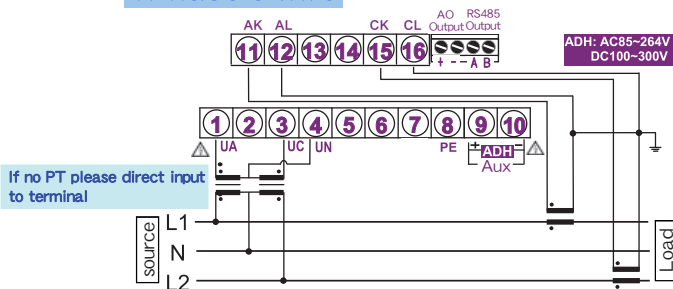 AO RS485
AK AL CK CL Output Output
11 12 13 14 15 16
+ - A B
ADH: AC85~264V
DC100~300V
1 2 3 4 5 6 7 8 9 10
UA UC UN PE + ADH -
Aux
If no PT please direct input
to terminal
source
L1
N
L2
Load